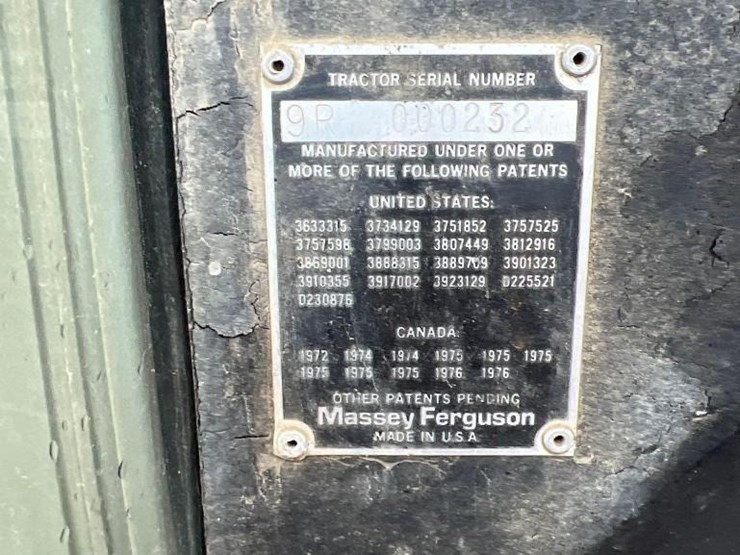 TRACTOR SERIAL NUMBER
9R 000232
MANUFACTURED UNDER ONE OR
MORE OF THE FOLLOWING PATENTS
UNITED STATES:
3633315 3734129 3751852 3757525
3757598 3799003 3807449 3812916
3869001 3888315 3889769 3901323
3910355 3917002 3923129 D225521
D230876
CANADA:
1972 1974 1974 1975 1975 1975
1975 1975 1975 1976 1976
OTHER PATENTS PENDING
Massey Ferguson
MADE IN U.S.A.